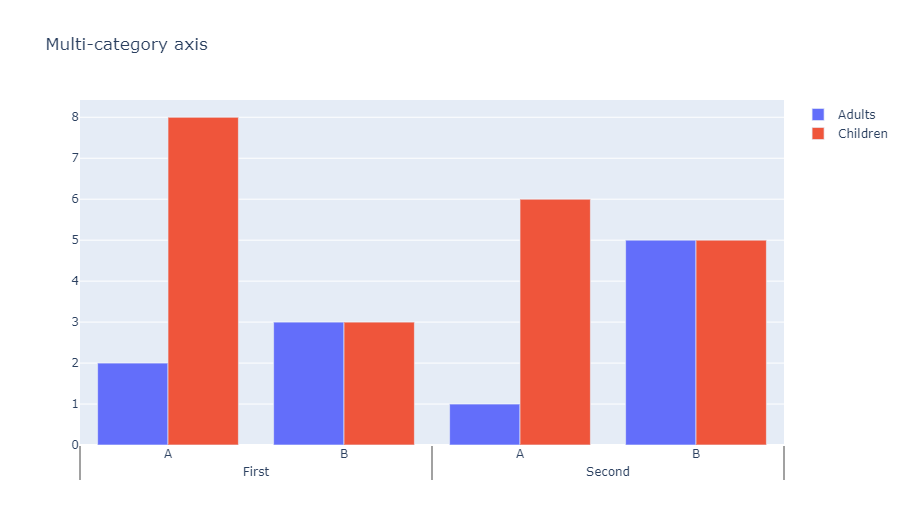 Multi-category axis
Adults
Children
8
7
6
5
4
3
2
1
0
A B A B
First Second